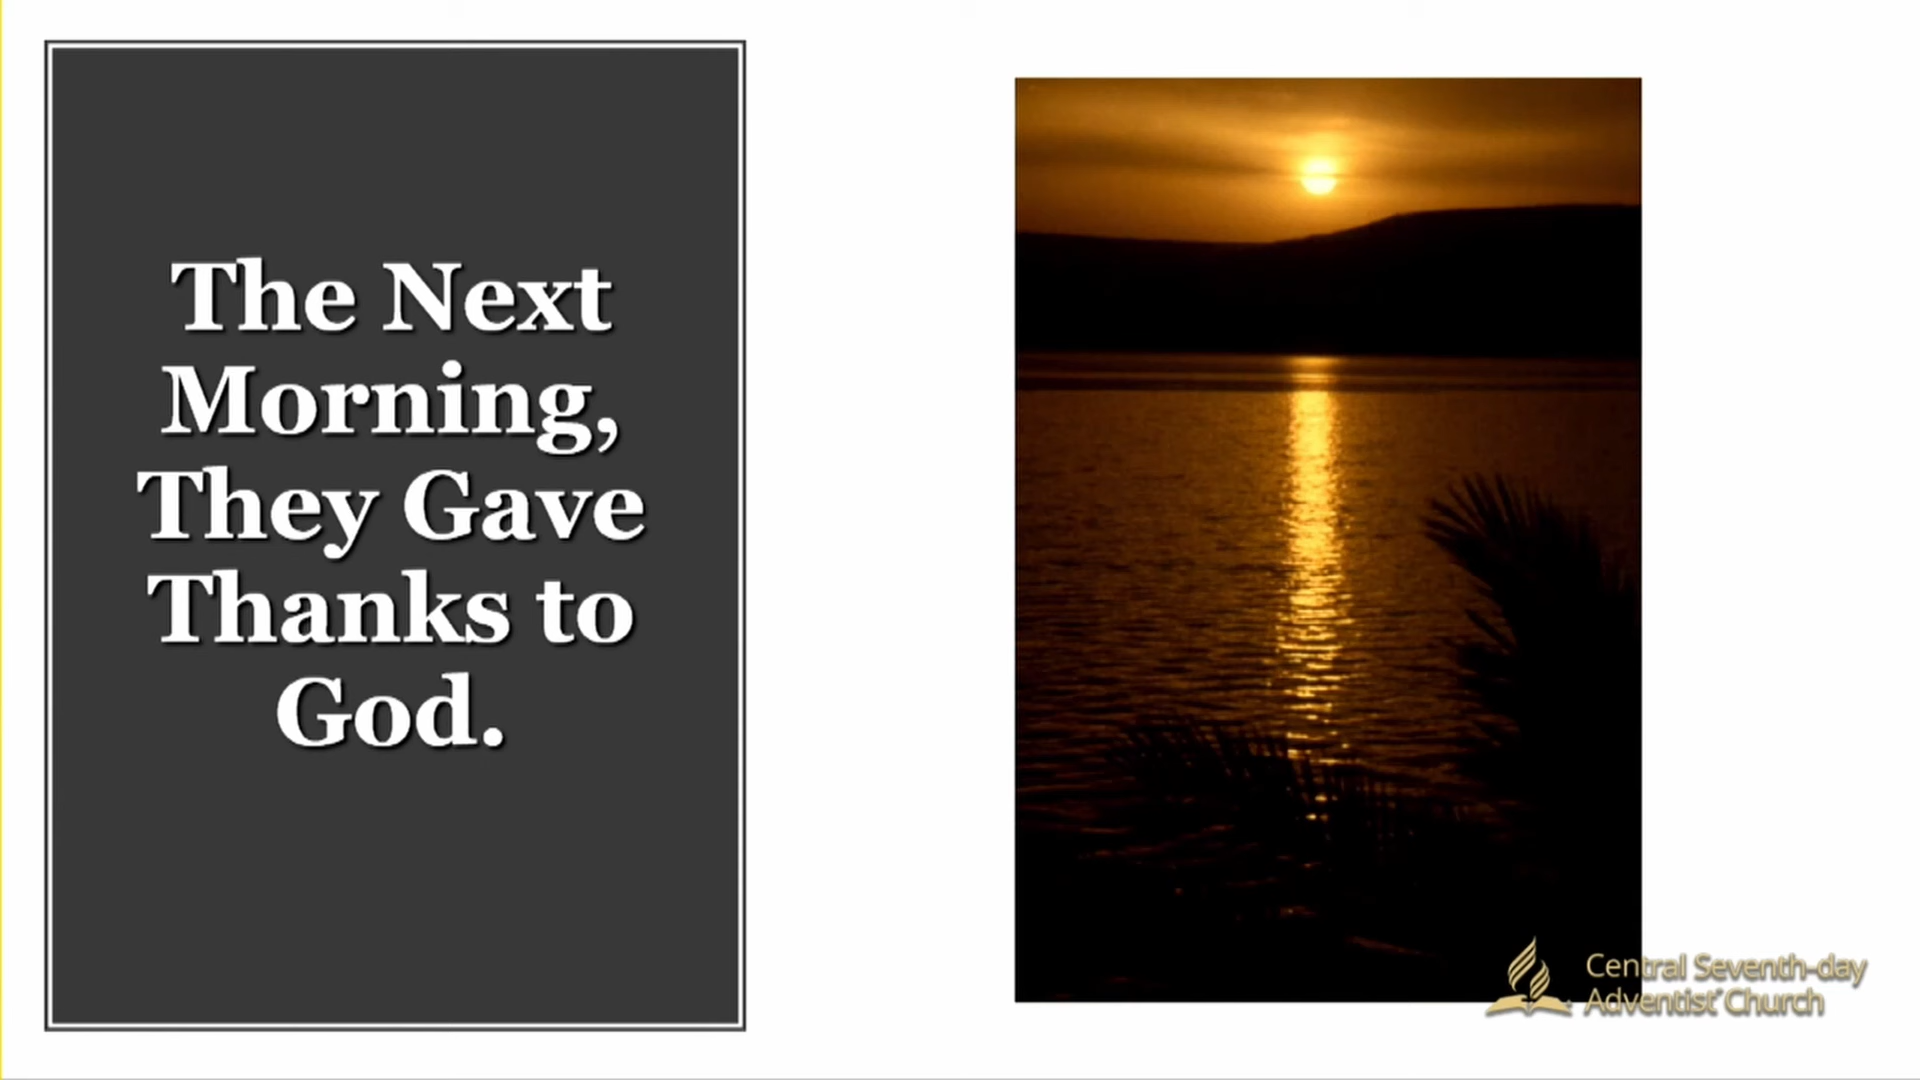 The Next
Morning,
They Gave
Thanks to
God.
Central Seventh-day
Adventist Church